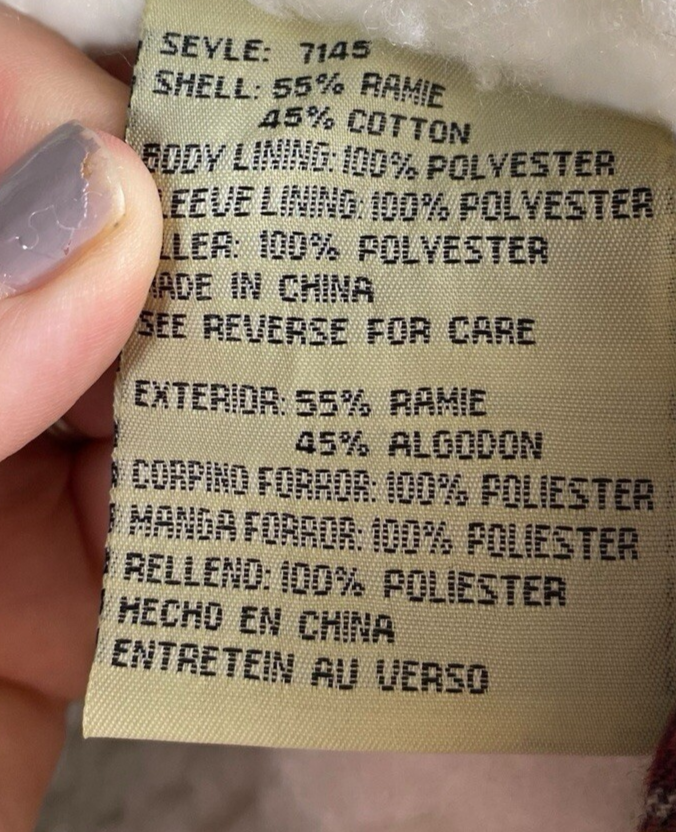 SEYLE: 7145
SHELL: 55% RAMIE
45% COTTON
BODY LINING: 100% POLYESTER
LEEVE LINING: 100% POLYESTER
LLER: 100% POLYESTER
ADE IN CHINA
SEE REVERSE FOR CARE
EXTERIOR: 55% RAMIE
45% ALGODON
CORPINO FORROR: 100% POLIESTER
MANGA FORROR: 100% POLIESTER
RELLENO: 100% POLIESTER
HECHO EN CHINA
ENTRETEIN AU VERSO